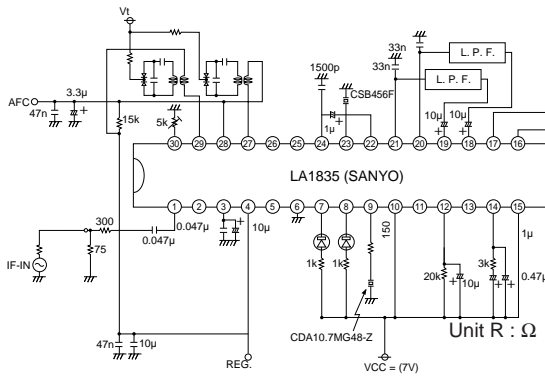 Vt
1500p
33n
33n
L. P. F.
L. P. F.
CSB456F
AFC
3.3µ
47n
15k
5k
1µ
10µ
10µ
30 29 28 27 26 25 24 23 22 21 20 19 18 17 16
LA1835 (SANYO)
1 2 3 4 5 6 7 8 9 10 11 12 13 14 15
300
0.047µ
0.047µ
10µ
150
1µ
75
IF-IN
1k
1k
20k
10µ
3k
0.47µ
CDA10.7MG48-Z
Unit R : Ω
47n
10µ
REG.
VCC = (7V)